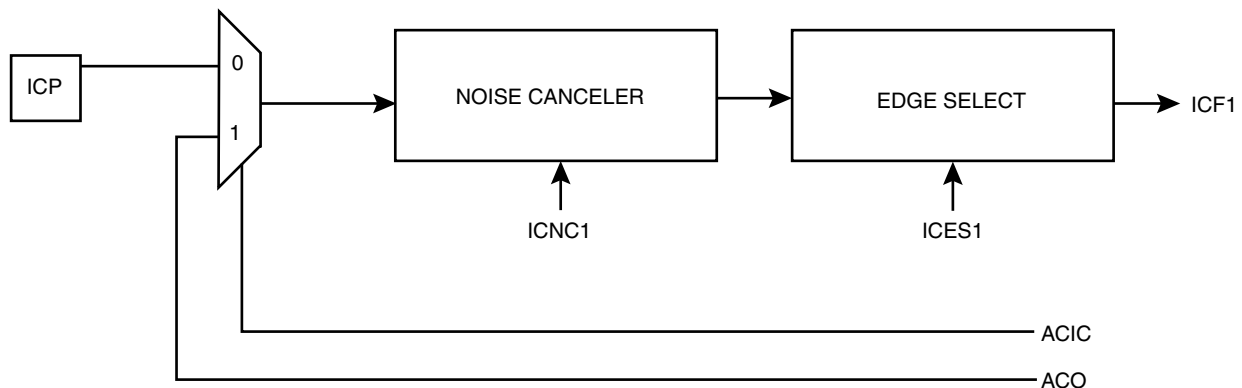 ICP
0
1
NOISE CANCELER
EDGE SELECT
ICF1
ICNC1
ICES1
ACIC
ACO